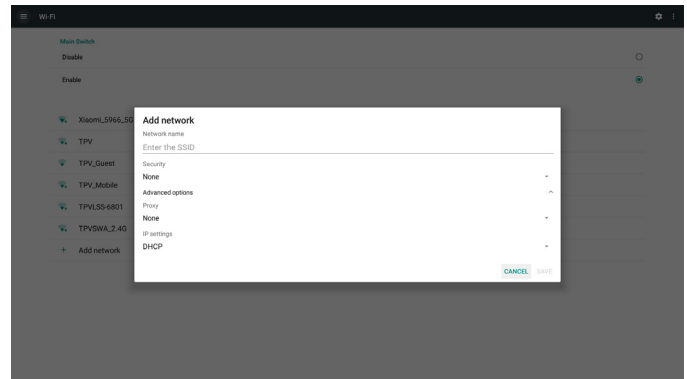 Wi-Fi
Main Switch
Disable
Enable
Xiaomi_5966_5G
TPV
TPV_Guest
TPV_Mobile
TPVLSS-6801
TPVSWA_2.4G
Add network
Add network
Network name
Enter the SSID
Security
None
Advanced options
Proxy
None
IP settings
DHCP
CANCEL SAVE